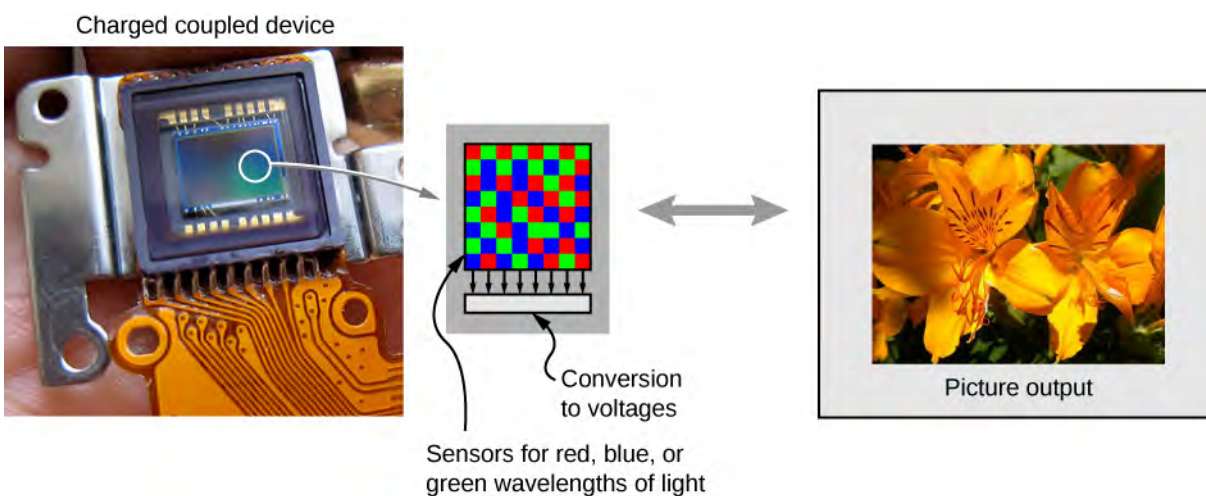 Charged coupled device
Conversion
to voltages
Sensors for red, blue, or
green wavelengths of light
Picture output